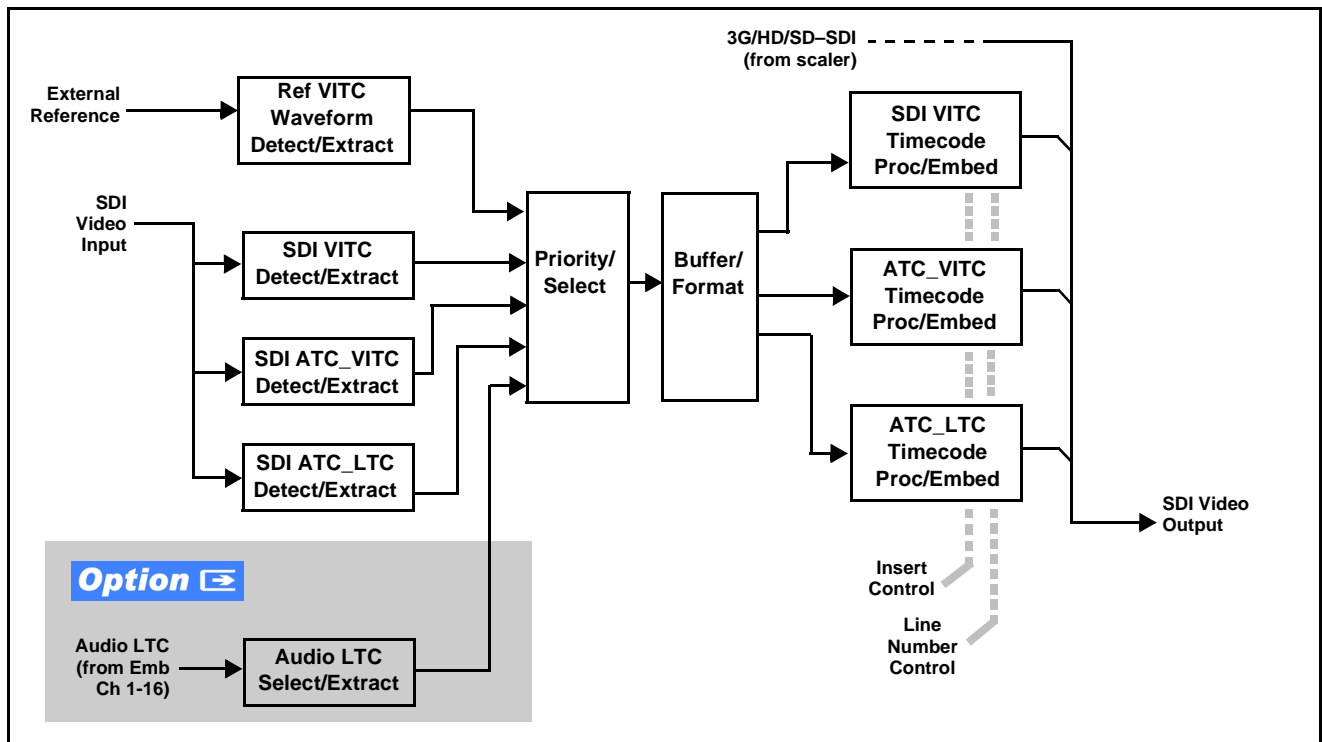 3G/HD/SD–SDI
(from scaler)
External
Reference
Ref VITC
Waveform
Detect/Extract
SDI
Video
Input
SDI VITC
Detect/Extract
SDI ATC_VITC
Detect/Extract
SDI ATC_LTC
Detect/Extract
Priority/
Select
Buffer/
Format
SDI VITC
Timecode
Proc/Embed
ATC_VITC
Timecode
Proc/Embed
ATC_LTC
Timecode
Proc/Embed
SDI Video
Output
Insert
Control
Line
Number
Control
Option
Audio LTC
(from Emb
Ch 1-16)
Audio LTC
Select/Extract